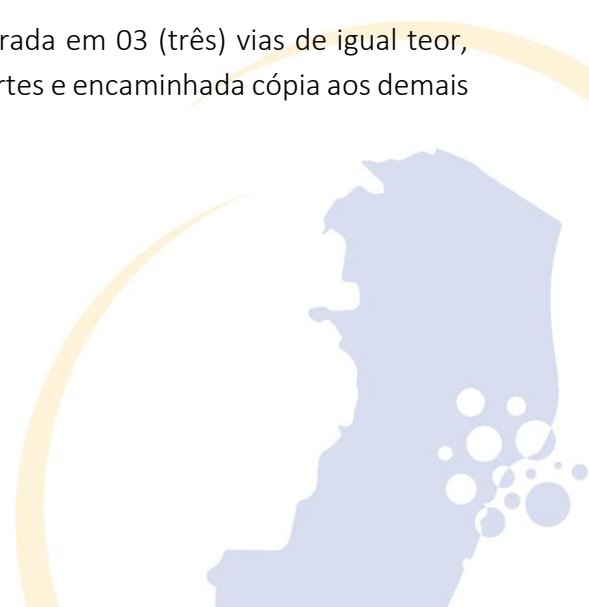 rada em 03 (três) vias de igual teor,
rtes e encaminhada cópia aos demais